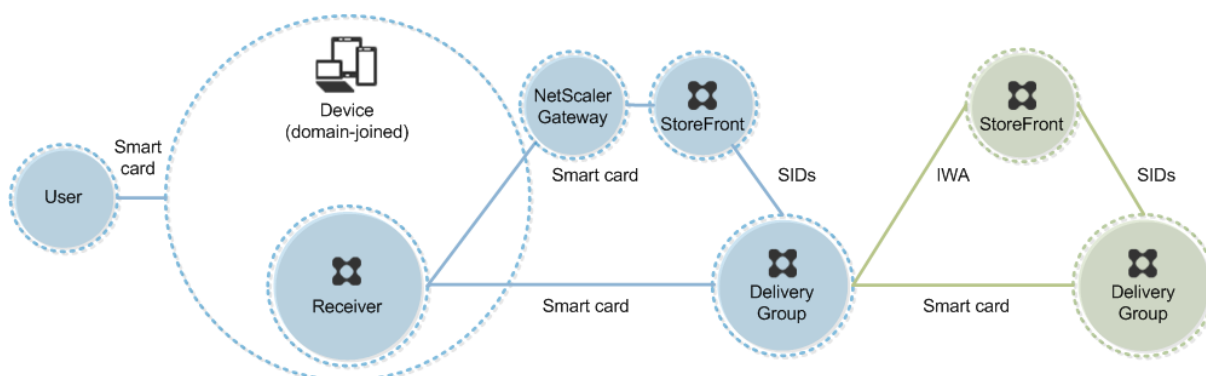 User
Smart
card
Device
(domain-joined)
Receiver
NetScaler
Gateway
StoreFront
Smart card
SIDs
Smart card
Delivery
Group
IWA
StoreFront
SIDs
Smart card
Delivery
Group